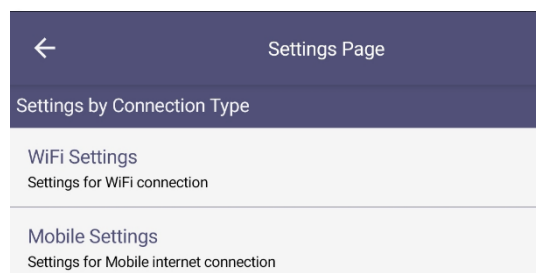 Settings Page
Settings by Connection Type
WiFi Settings
Settings for WiFi connection
Mobile Settings
Settings for Mobile internet connection